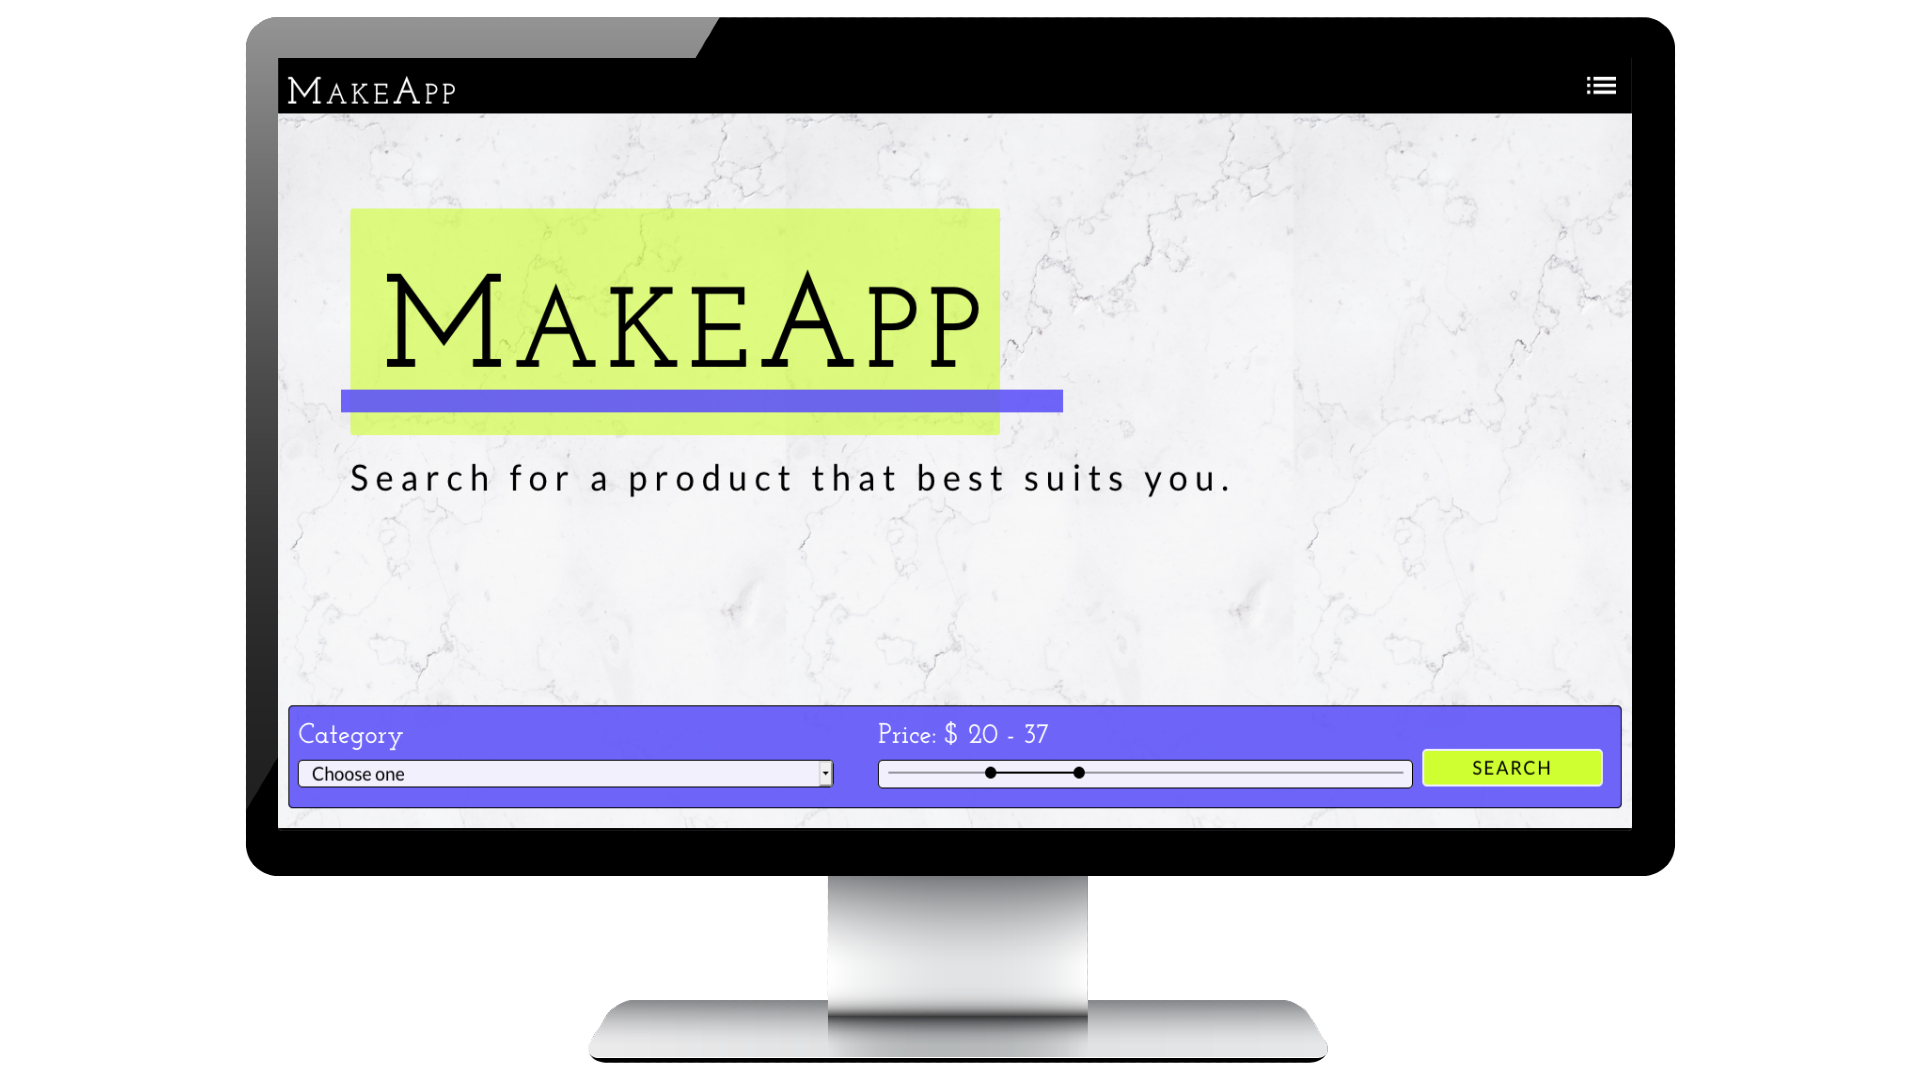 MakeApp
MakeApp
Search for a product that best suits you.
Category
Price: $ 20 - 37
Choose one
SEARCH